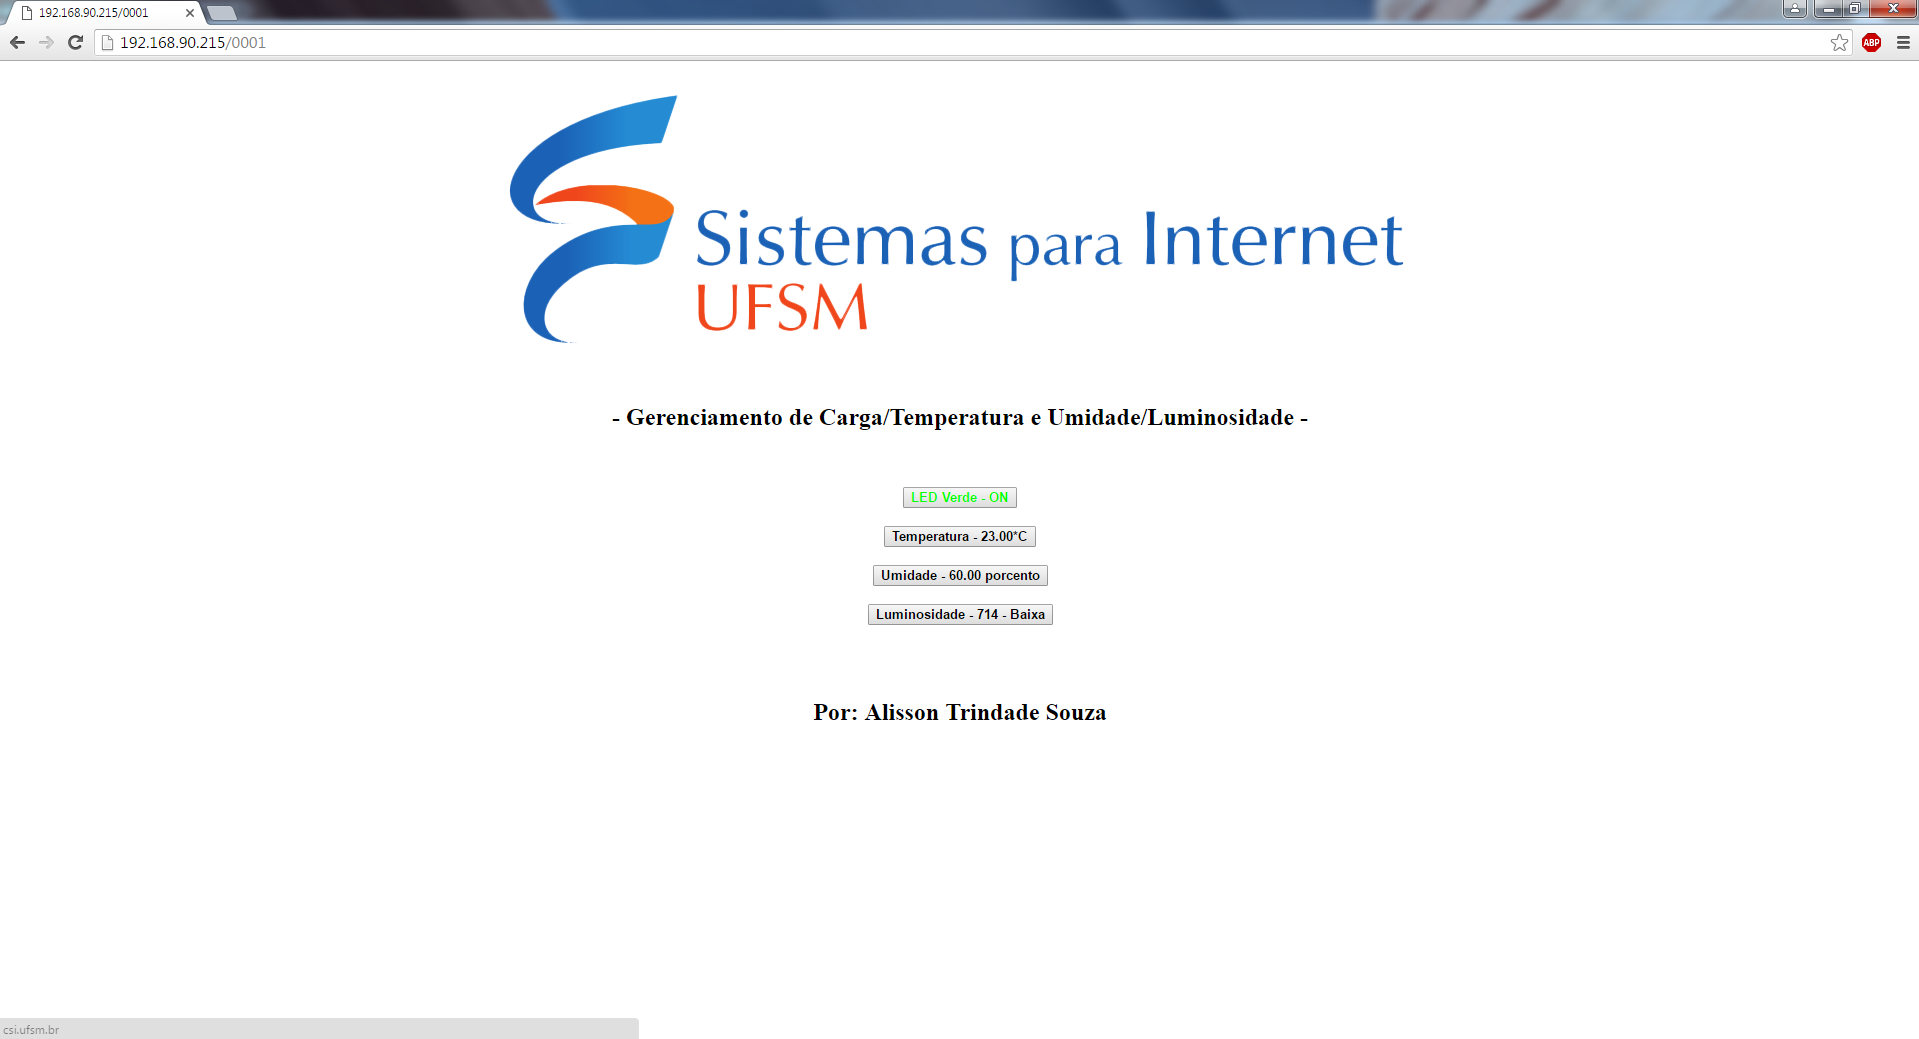 192.168.90.215/0001
192.168.90.215/0001
ABP
Sistemas para Internet
UFSM
- Gerenciamento de Carga/Temperatura e Umidade/Luminosidade -
LED Verde - ON
Temperatura - 23.00*C
Umidade - 60.00 porcento
Luminosidade - 714 - Baixa
Por: Alisson Trindade Souza
csi.ufsm.br